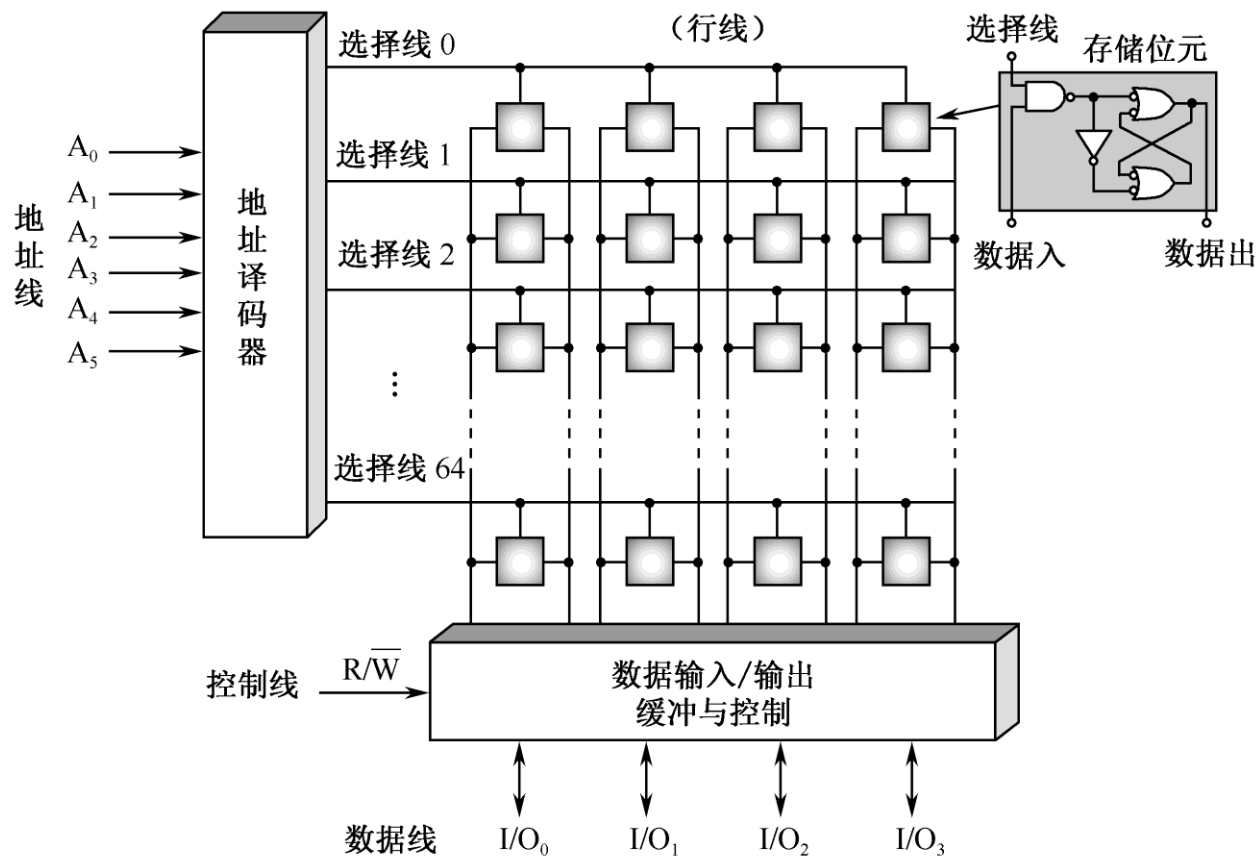 选择线 0
（行线）
选择线
存储位元
A₀
A₁
A₂
A₃
A₄
A₅
地址线
地址译码器
选择线 1
选择线 2
⋮
选择线 64
数据入
数据出
控制线
R/W̅
数据输入/输出
缓冲与控制
数据线
I/O₀
I/O₁
I/O₂
I/O₃